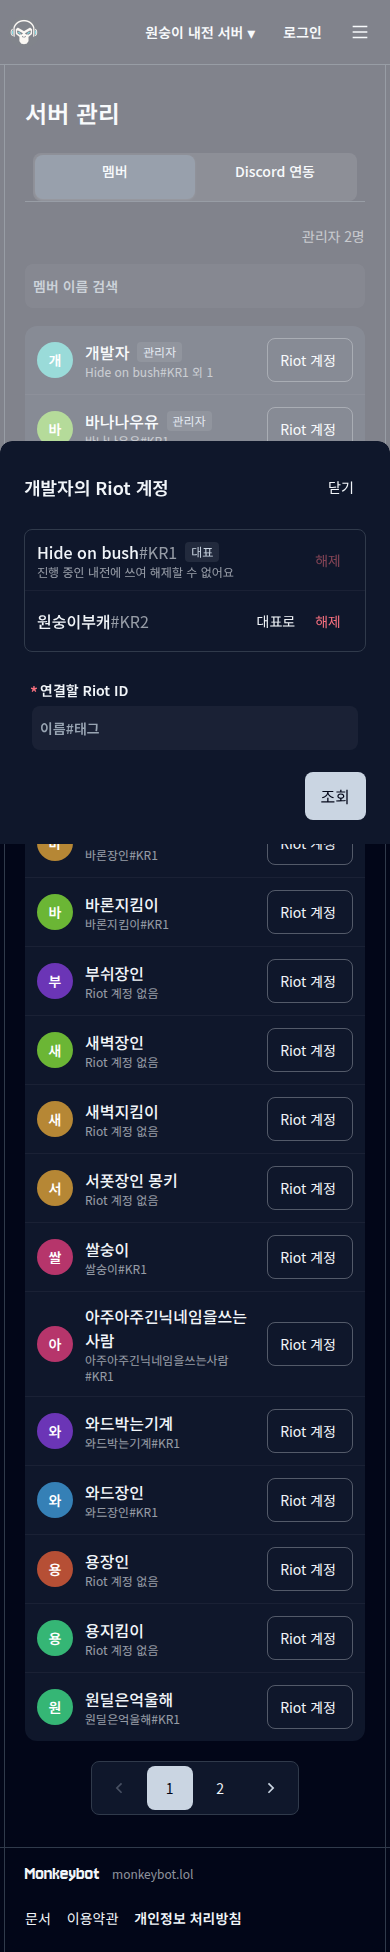 원숭이 내전 서버 ▾ 로그인
서버 관리
멤버 Discord 연동
관리자 2명
멤버 이름 검색
개 개발자 관리자 Riot 계정
Hide on bush#KR1 외 1
바 바나나우유 관리자 Riot 계정
바나나우유#KR1
개발자의 Riot 계정 닫기
Hide on bush#KR1 대표 해제
진행 중인 내전에 쓰여 해제할 수 없어요
원숭이부캐#KR2 대표로 해제
* 연결할 Riot ID
이름#태그
조회
바 Riot 계정
바론장인#KR1
바 바론지킴이 Riot 계정
바론지킴이#KR1
부 부쉬장인 Riot 계정
Riot 계정 없음
새 새벽장인 Riot 계정
Riot 계정 없음
새 새벽지킴이 Riot 계정
Riot 계정 없음
서 서폿장인 몽키 Riot 계정
Riot 계정 없음
쌀 쌀숭이 Riot 계정
쌀숭이#KR1
아 아주아주긴닉네임을쓰는 Riot 계정
사람
아주아주긴닉네임을쓰는사람
#KR1
와 와드박는기계 Riot 계정
와드박는기계#KR1
와 와드장인 Riot 계정
와드장인#KR1
용 용장인 Riot 계정
Riot 계정 없음
용 용지킴이 Riot 계정
Riot 계정 없음
원 원딜은억울해 Riot 계정
원딜은억울해#KR1
1 2
Monkeybot monkeybot.lol
문서 이용약관 개인정보 처리방침